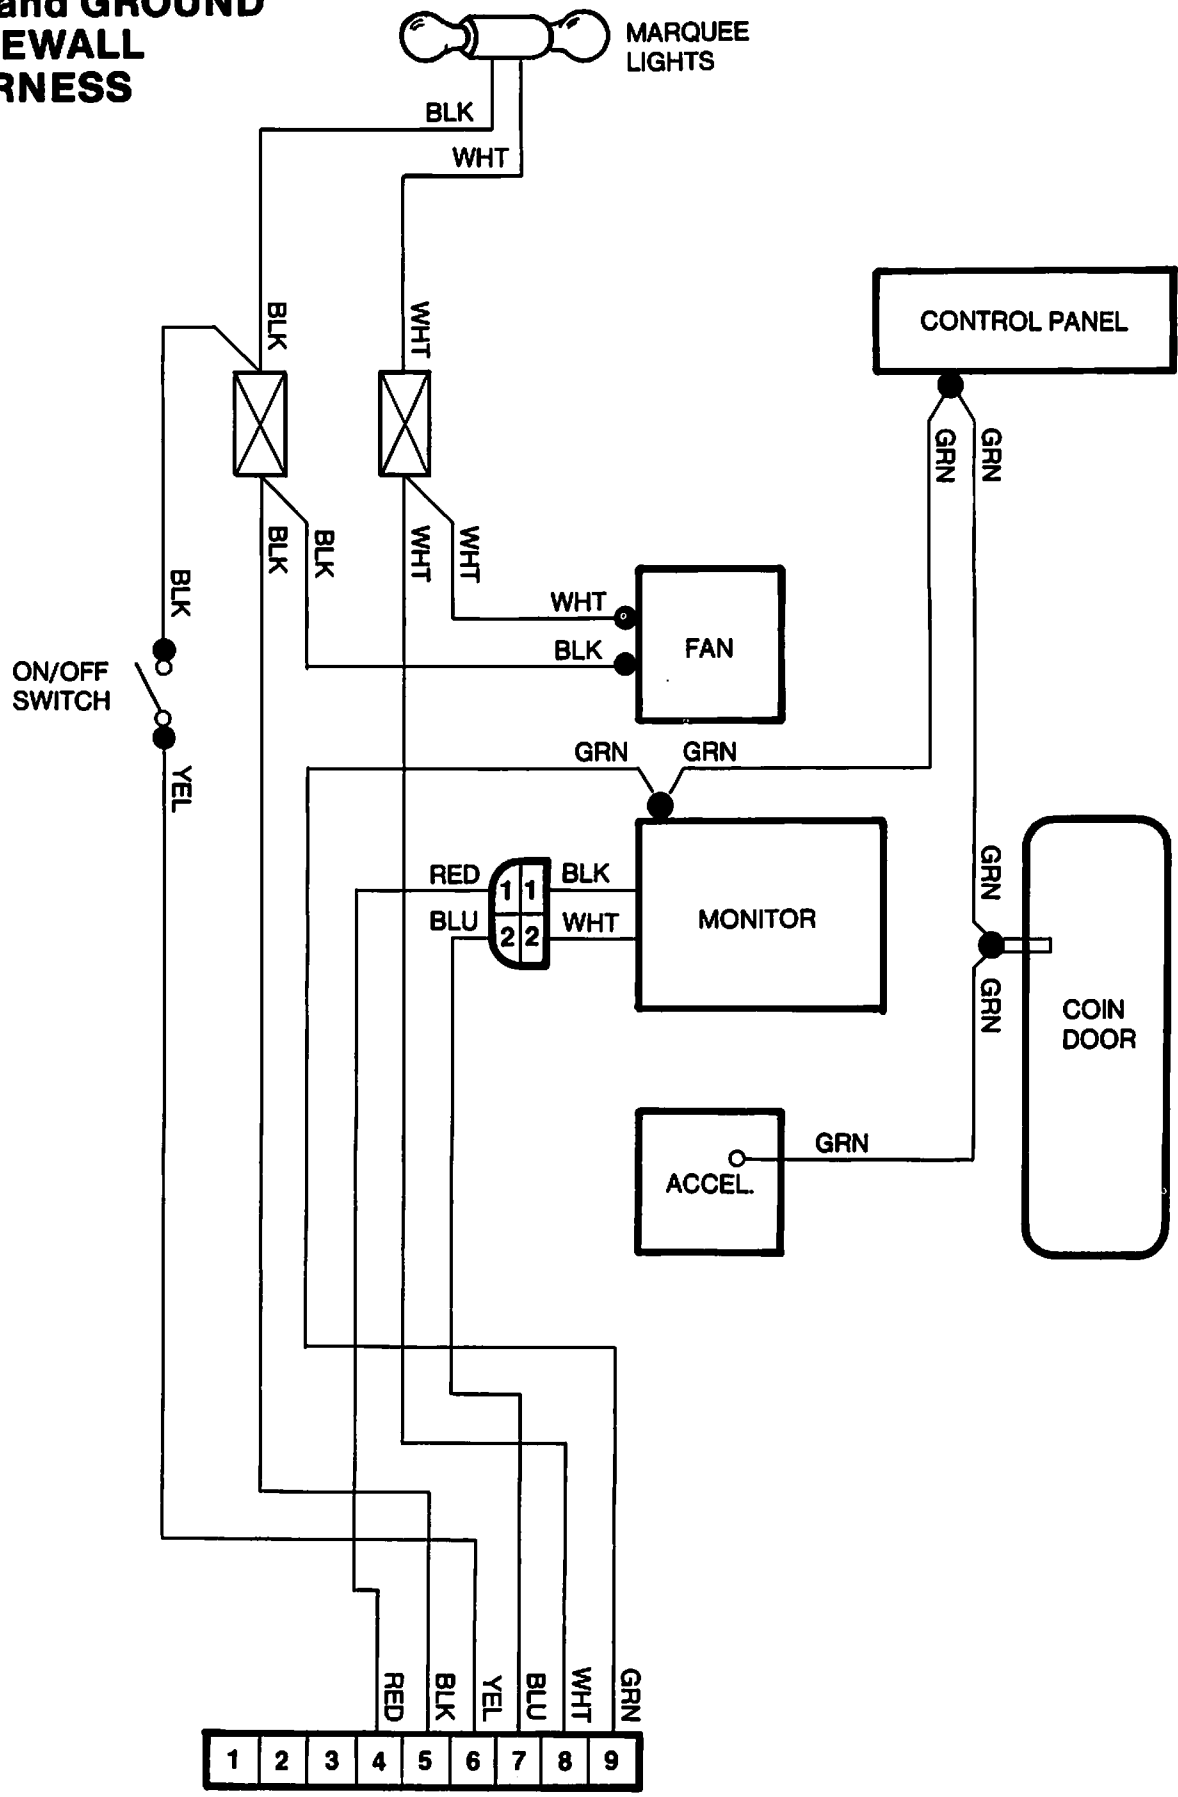 and GROUND
EWALL
RNESS
MARQUEE
LIGHTS
BLK
WHT
BLK
WHT
CONTROL PANEL
GRN
GRN
BLK
BLK
WHT
WHT
BLK
WHT
BLK
FAN
ON/OFF
SWITCH
YEL
GRN
GRN
RED
1 1
BLK
BLU
2 2
WHT
MONITOR
GRN
GRN
COIN
DOOR
GRN
ACCEL.
RED
BLK
YEL
BLU
WHT
GRN
1 2 3 4 5 6 7 8 9